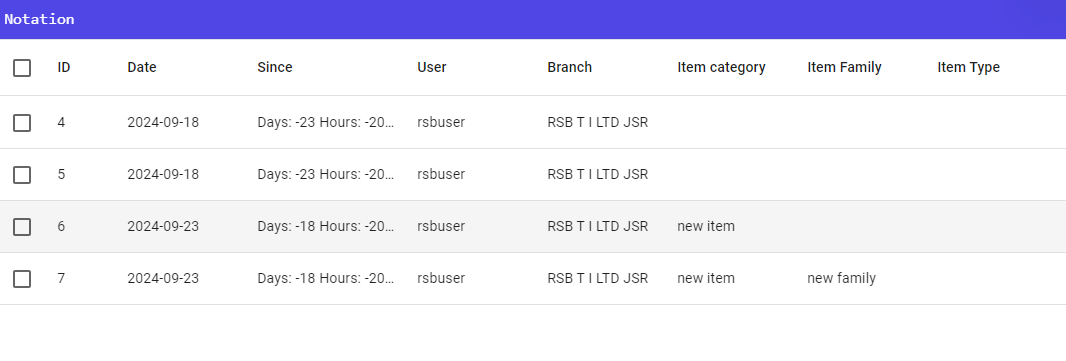 Notation
ID Date Since User Branch Item category Item Family Item Type
4 2024-09-18 Days: -23 Hours: -20... rsbuser RSB T I LTD JSR
5 2024-09-18 Days: -23 Hours: -20... rsbuser RSB T I LTD JSR
6 2024-09-23 Days: -18 Hours: -20... rsbuser RSB T I LTD JSR new item
7 2024-09-23 Days: -18 Hours: -20... rsbuser RSB T I LTD JSR new item new family